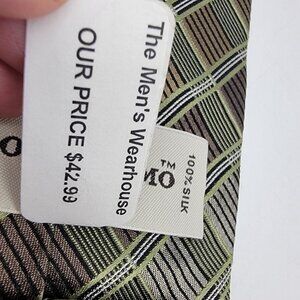 The Men's Wearhouse
OUR PRICE $42.99
MO™
100% SILK
O